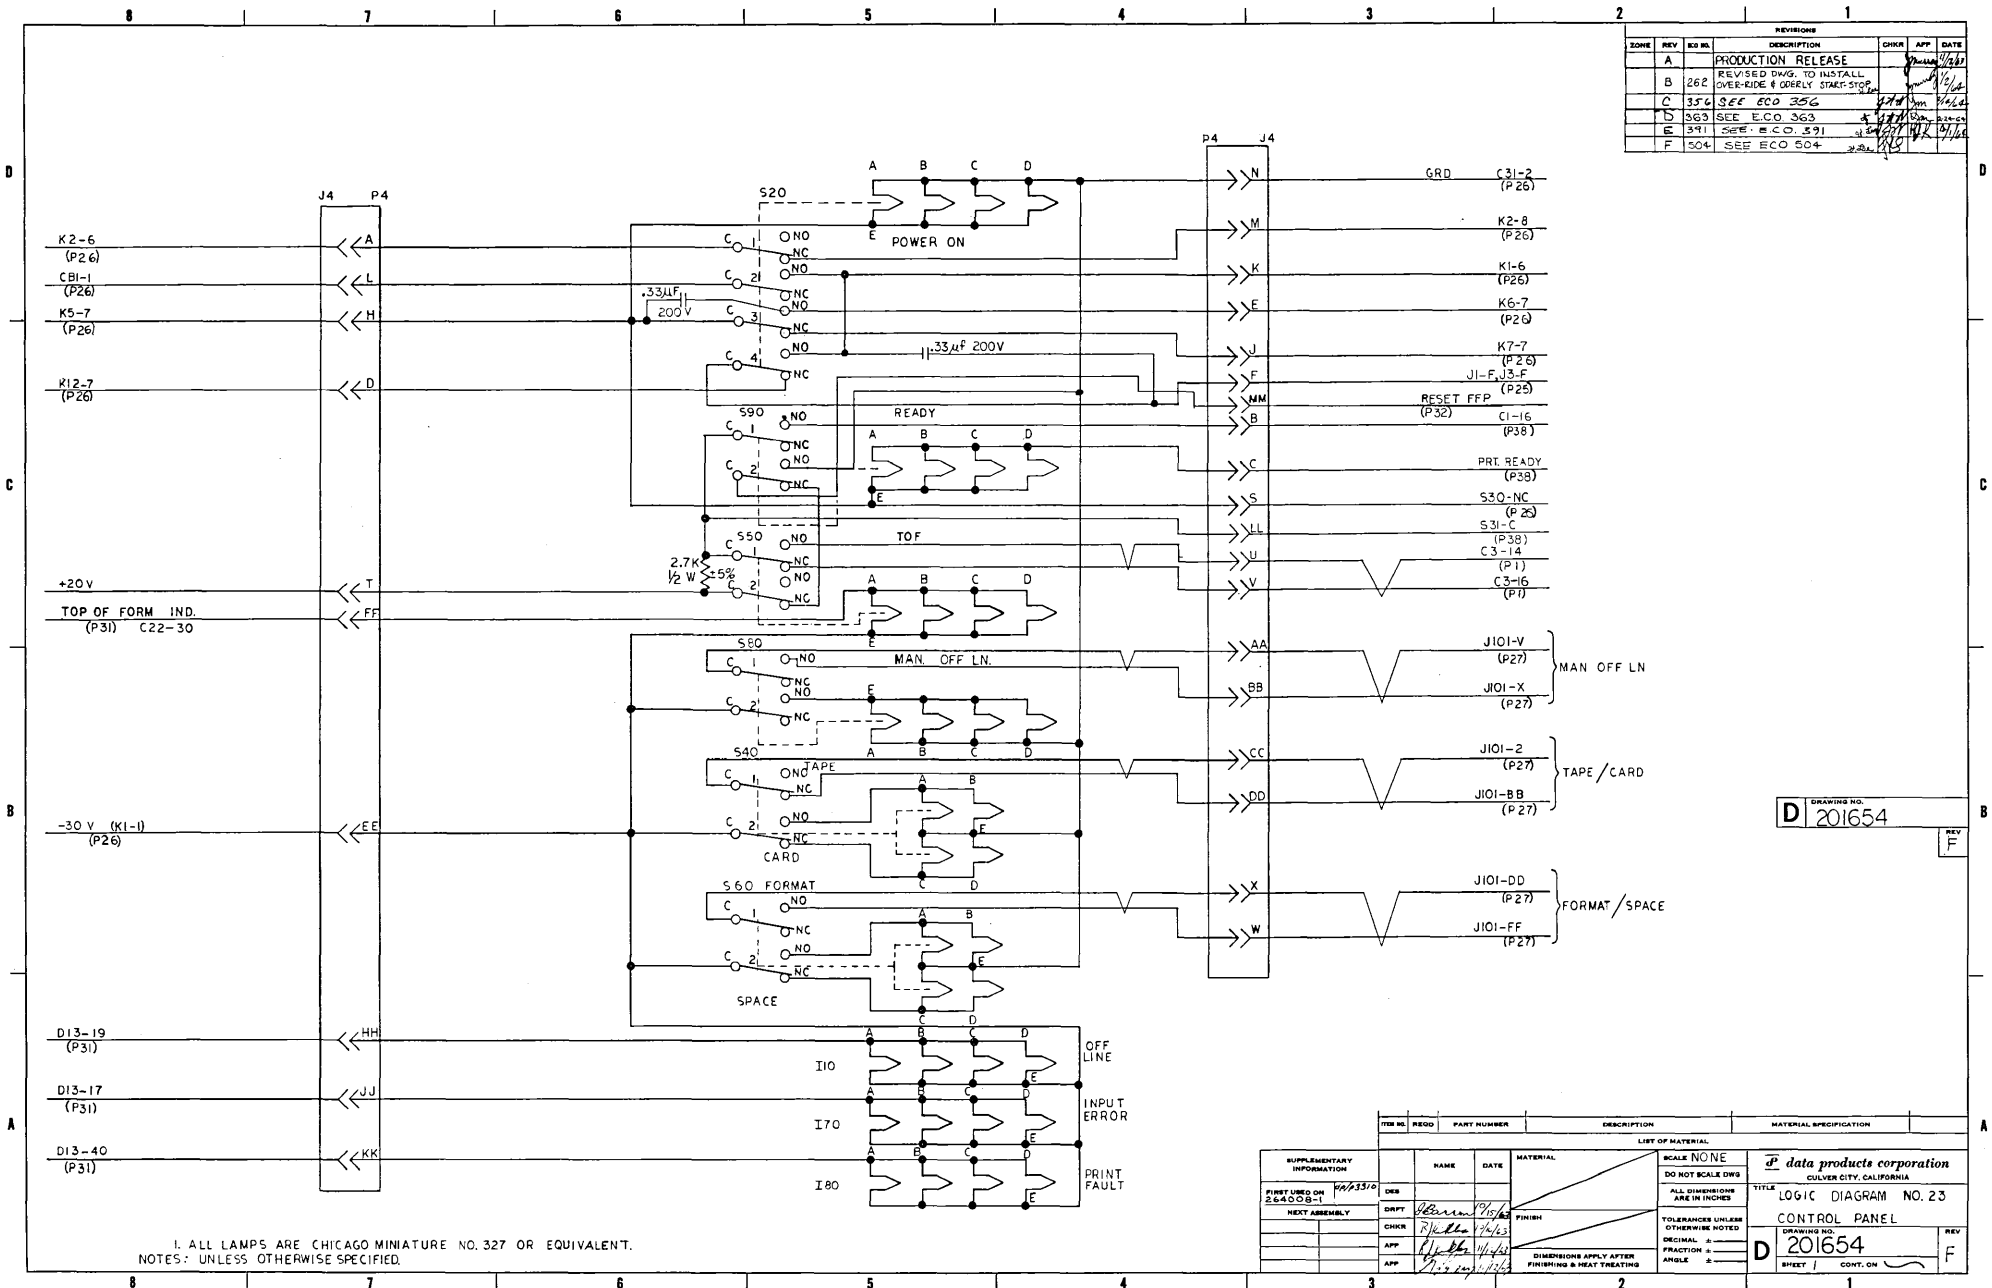 8 7 6 5 4 3 2 1
REVISIONS
ZONE REV ECO NO. DESCRIPTION CHKR APP DATE
A PRODUCTION RELEASE
B 262 REVISED DWG. TO INSTALL
OVER-RIDE & ODERLY START-STOP
C 356 SEE ECO 356
D 363 SEE E.C.O. 363
E 391 SEE E.C.O. 391
F 504 SEE ECO 504
D D
J4 P4
P4 J4
K2-6 A
(P26)
CB1-1 L
(P26)
K5-7 H
(P26)
K12-7 D
(P26)
+20V T
TOP OF FORM IND. FF
(P31) C22-30
-30 V (K1-1) EE
(P26)
D13-19 HH
(P31)
D13-17 JJ
(P31)
D13-40 KK
(P31)
S20
A B C D
E POWER ON
C 1 NO
NC
C 2 NO
NC
.33µF
200V
C 3 NO
NC
C 4 NO
NC
.33µf 200V
S90 READY
C 1 NO
NC
C 2 NO
NC
A B C D
E
S50 TOF
C 1 NO
NC
C 2 NO
NC
2.7K
1/2 W ±5%
A B C D
E
S80 MAN. OFF LN.
C 1 NO
NC
C 2 NO
NC
E
A B C D
S40 TAPE
C 1 NO
NC
C 2 NO
NC
CARD
A B
E
C D
S60 FORMAT
C 1 NO
NC
C 2 NO
NC
SPACE
A B
E
C D
A B C D
I10 E
OFF
LINE
A B C D
I70 E
INPUT
ERROR
A B C D
I80 E
PRINT
FAULT
N GRD C31-2
(P26)
M K2-8
(P26)
K K1-6
(P26)
E K6-7
(P26)
J K7-7
(P26)
F J1-F,J3-F
(P25)
MM RESET FFP
(P32)
B C1-16
(P38)
C PRT. READY
(P38)
S S30-NC
(P26)
LL S31-C
(P38)
U C3-14
(P1)
V C3-16
(P1)
AA J101-V
(P27)
BB J101-X
(P27)
MAN OFF LN
CC J101-2
(P27)
DD J101-BB
(P27)
TAPE/CARD
X J101-DD
(P27)
W J101-FF
(P27)
FORMAT/SPACE
C C
B B
D DRAWING NO.
201654
REV
F
A A
ITEM NO. REQD PART NUMBER DESCRIPTION MATERIAL SPECIFICATION
LIST OF MATERIAL
SUPPLEMENTARY
INFORMATION
FIRST USED ON
264008-1
NEXT ASSEMBLY
NAME DATE
DES
DRFT
CHKR
APP
APP
MATERIAL
FINISH
DIMENSIONS APPLY AFTER
FINISHING & HEAT TREATING
SCALE NONE
DO NOT SCALE DWG
ALL DIMENSIONS
ARE IN INCHES
TOLERANCES UNLESS
OTHERWISE NOTED
DECIMAL ±
FRACTION ±
ANGLE ±
data products corporation
CULVER CITY, CALIFORNIA
TITLE
LOGIC DIAGRAM NO. 23
CONTROL PANEL
D DRAWING NO.
201654
REV
F
SHEET 1 CONT. ON
1. ALL LAMPS ARE CHICAGO MINIATURE NO. 327 OR EQUIVALENT.
NOTES: UNLESS OTHERWISE SPECIFIED.
8 7 6 5 4 3 2 1